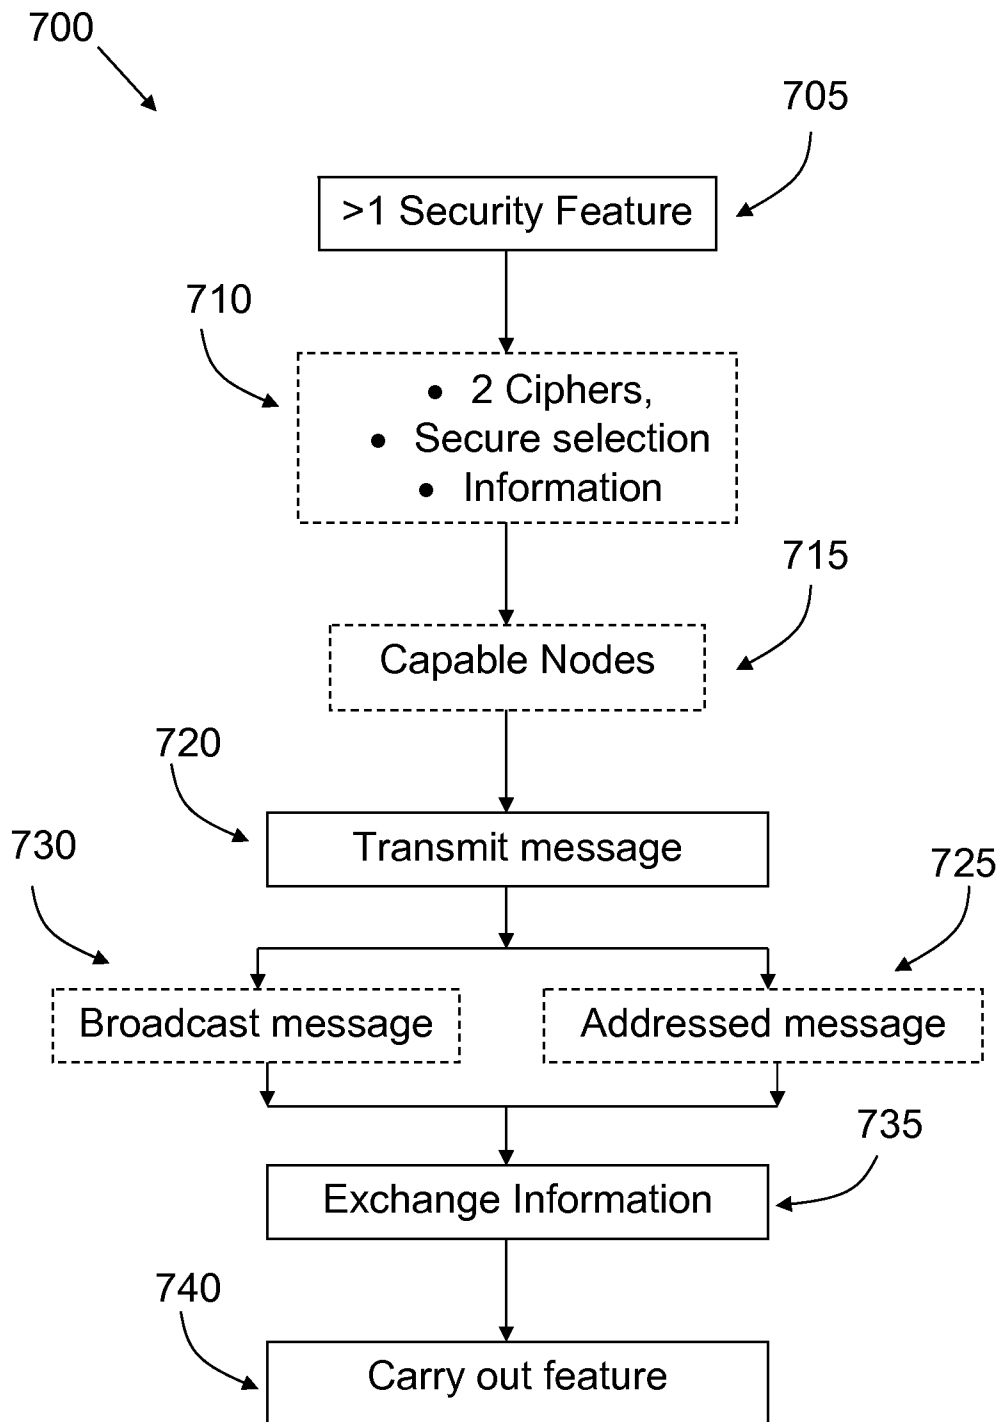 700
705
>1 Security Feature
710
• 2 Ciphers,
• Secure selection
• Information
715
Capable Nodes
720
Transmit message
730
725
Broadcast message
Addressed message
735
Exchange Information
740
Carry out feature